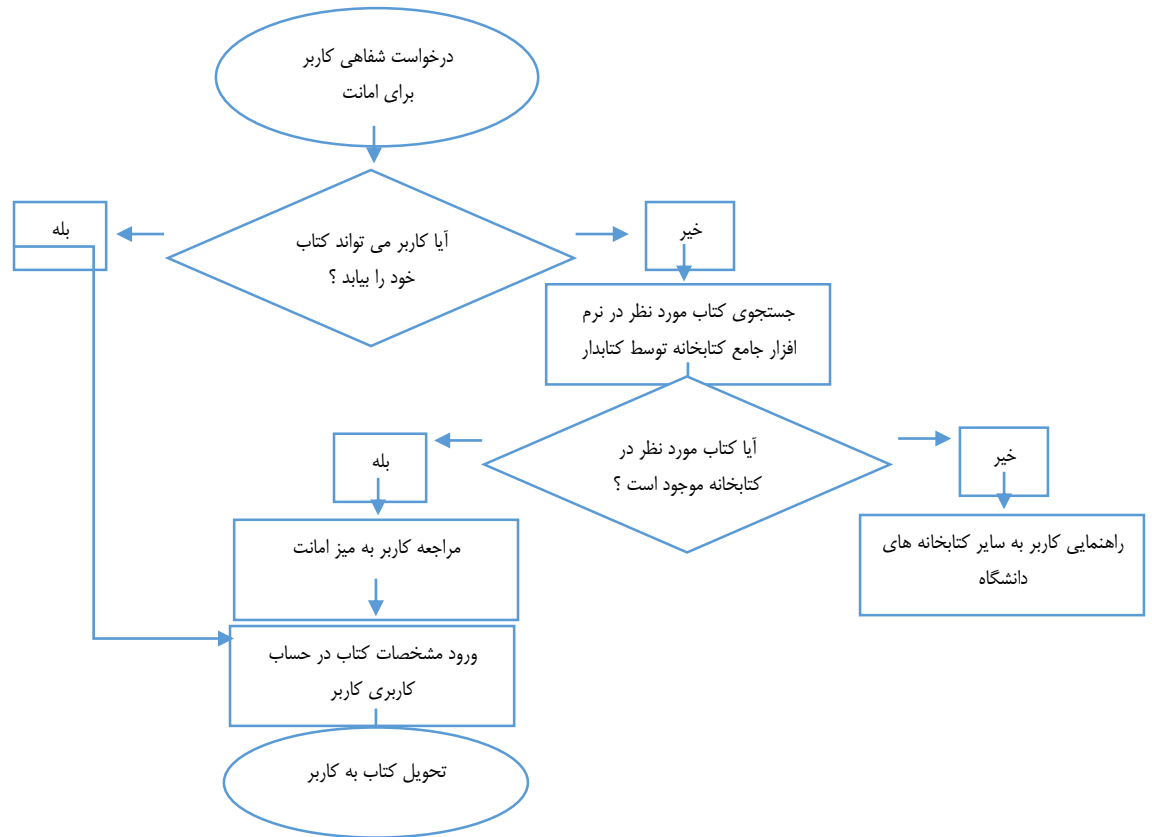 درخواست شفاهی کاربر
برای امانت
آیا کاربر می تواند کتاب
خود را بیابد ؟
بله
خیر
جستجوی کتاب مورد نظر در نرم
افزار جامع کتابخانه توسط کتابدار
آیا کتاب مورد نظر در
کتابخانه موجود است ؟
بله
خیر
مراجعه کاربر به میز امانت
راهنمایی کاربر به سایر کتابخانه های
دانشگاه
ورود مشخصات کتاب در حساب
کاربری کاربر
تحویل کتاب به کاربر